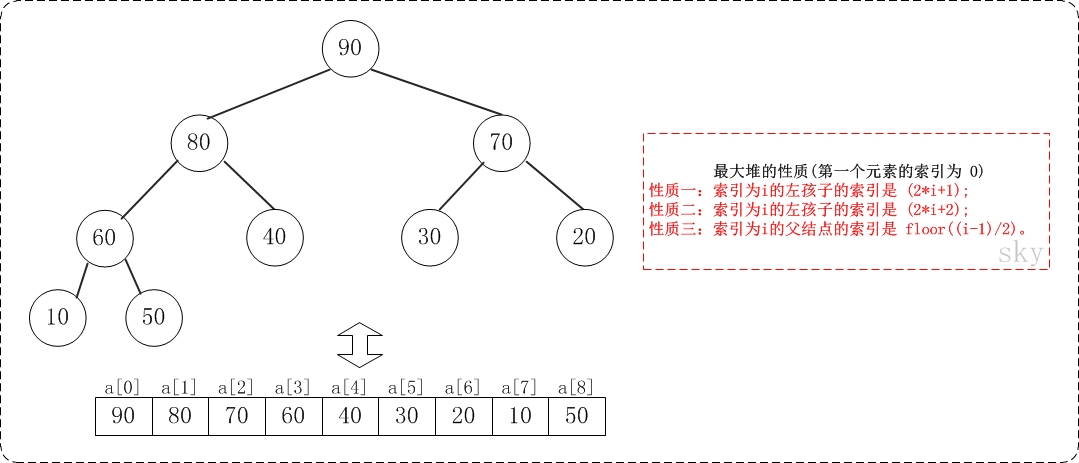 90
80
70
60
40
30
20
10
50
最大堆的性质(第一个元素的索引为 0)
性质一: 索引为i的左孩子的索引是 (2*i+1);
性质二: 索引为i的左孩子的索引是 (2*i+2);
性质三: 索引为i的父结点的索引是 floor((i-1)/2)。
sky
a[0] a[1] a[2] a[3] a[4] a[5] a[6] a[7] a[8]
90 80 70 60 40 30 20 10 50